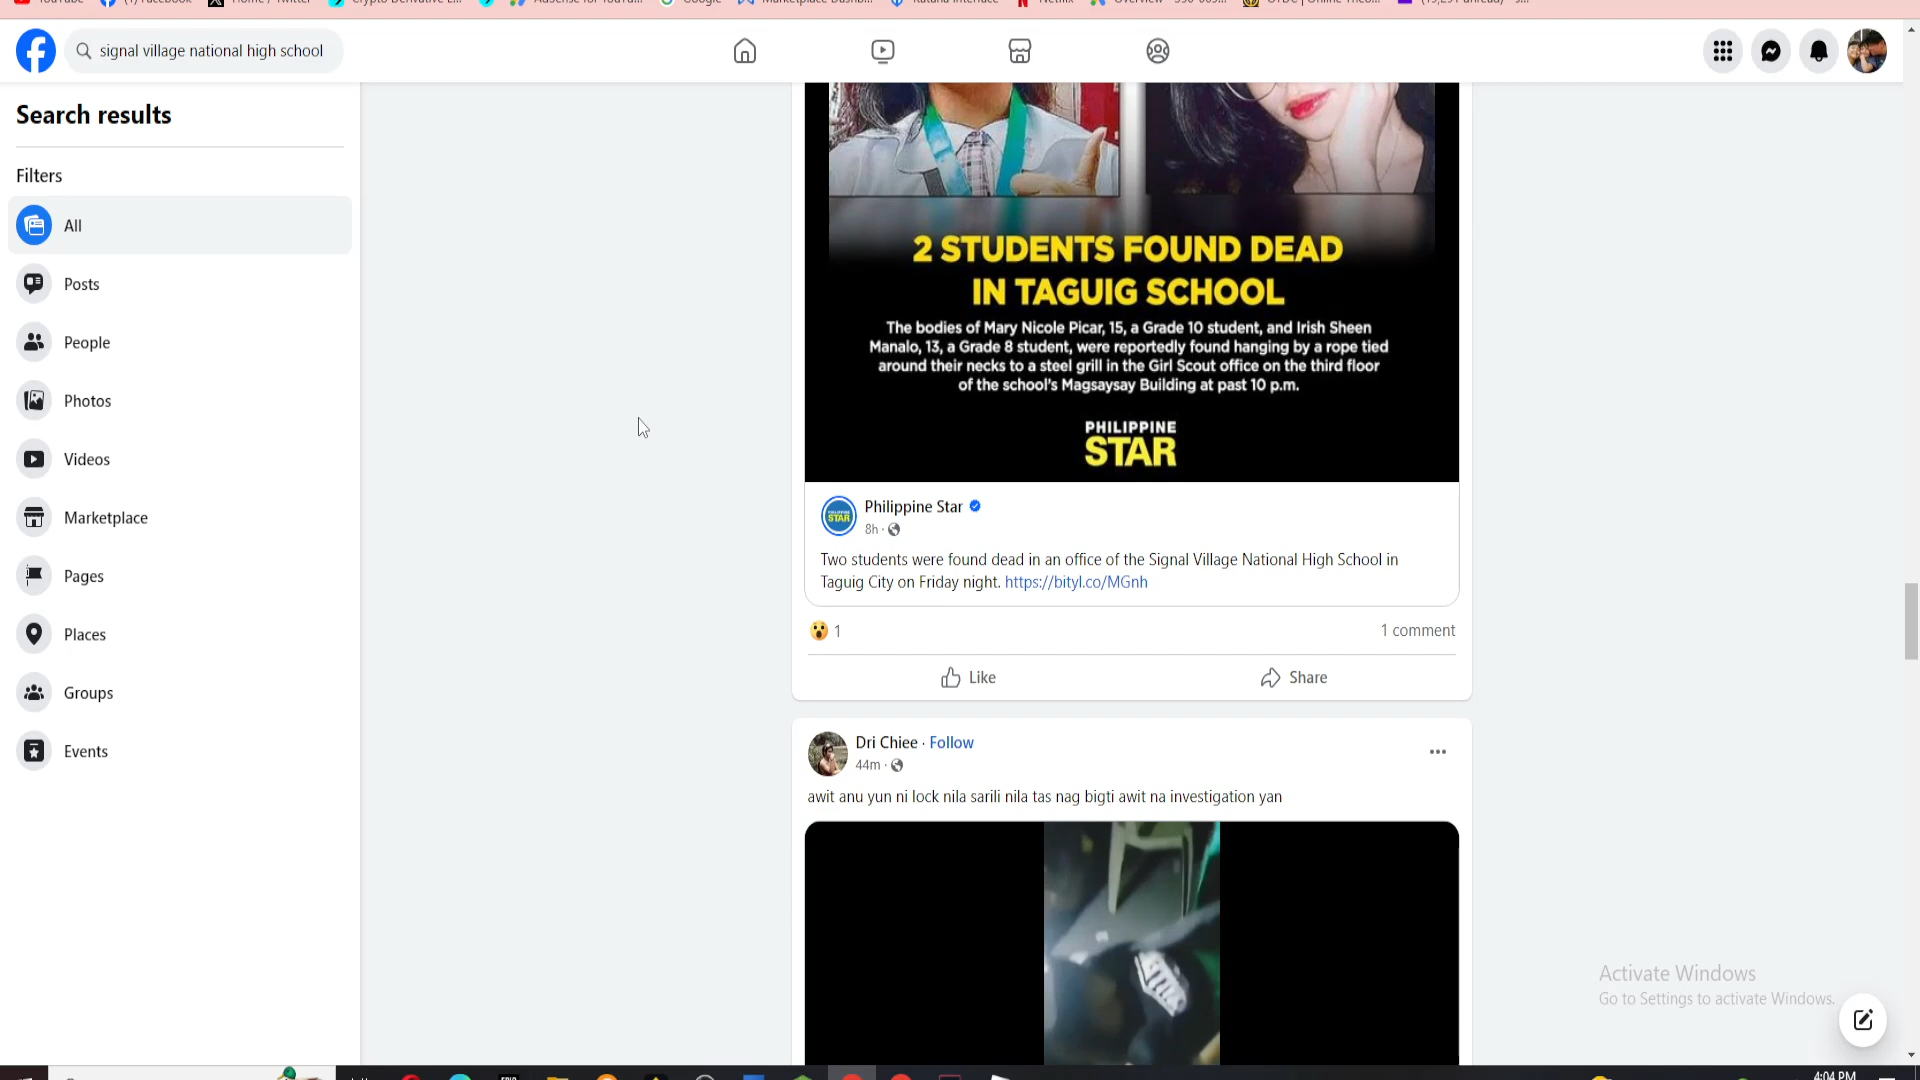 signal village national high school
Search results
Filters
All
Posts
People
Photos
Videos
Marketplace
Pages
Places
Groups
Events
2 STUDENTS FOUND DEAD
IN TAGUIG SCHOOL
The bodies of Mary Nicole Picar, 15, a Grade 10 student, and Irish Sheen
Manalo, 13, a Grade 8 student, were reportedly found hanging by a rope tied
around their necks to a steel grill in the Girl Scout office on the third floor
of the school's Magsaysay Building at past 10 p.m.
PHILIPPINE
STAR
Philippine Star
8h ·
Two students were found dead in an office of the Signal Village National High School in
Taguig City on Friday night. https://bityl.co/MGnh
1
1 comment
Like
Share
Dri Chiee · Follow
44m ·
awit anu yun ni lock nila sarili nila tas nag bigti awit na investigation yan
Activate Windows
Go to Settings to activate Windows.
4:04 PM